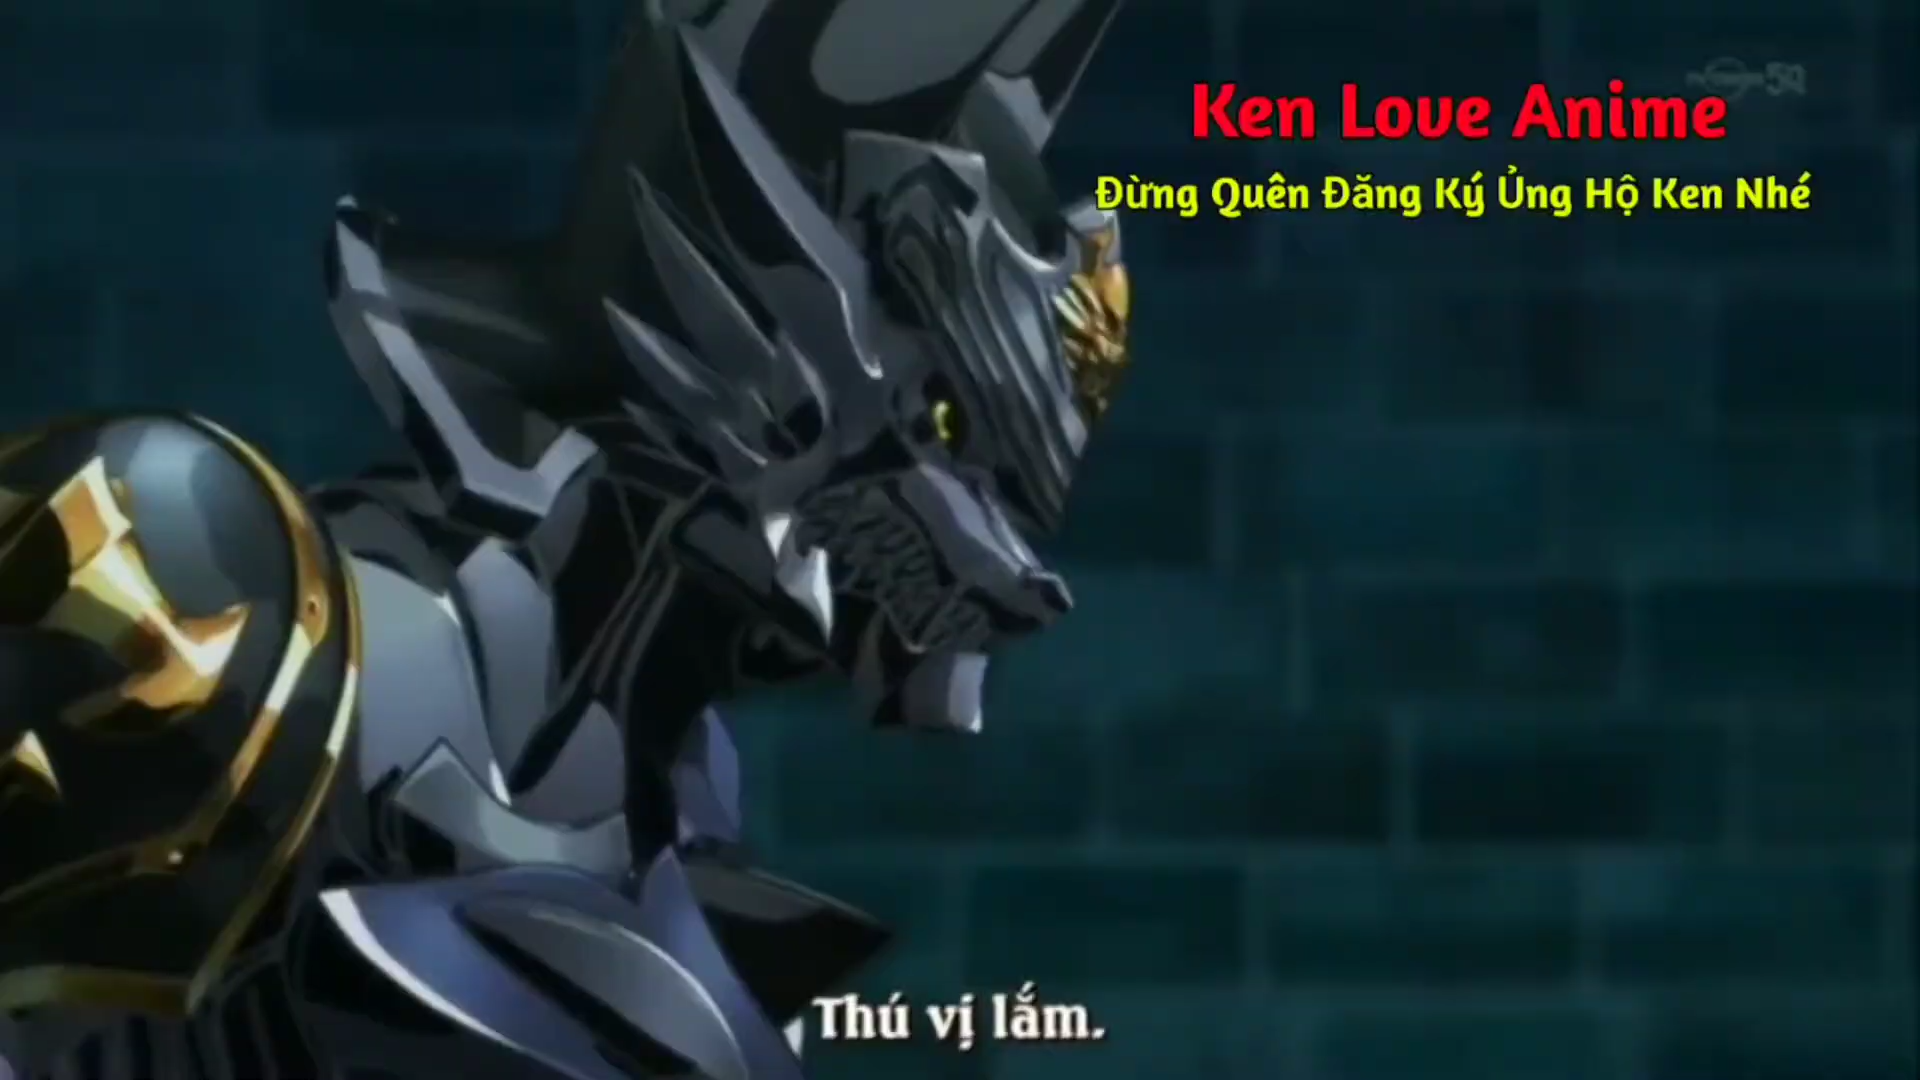 Ken Love Anime
Đừng Quên Đăng Ký Ủng Hộ Ken Nhé
Thú vị lắm.